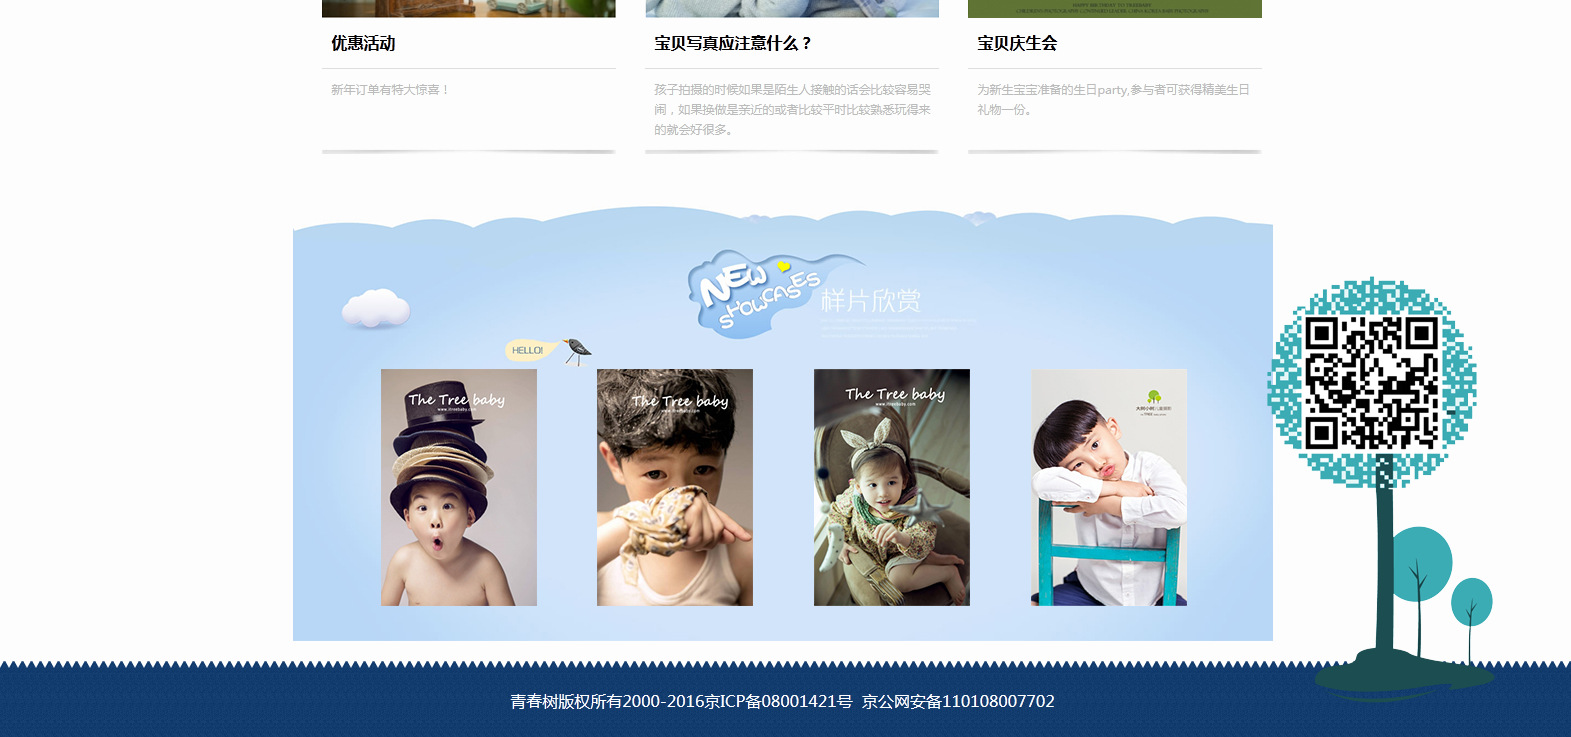 优惠活动
新年订单有特大惊喜！
宝贝写真应注意什么？
孩子拍摄的时候如果是陌生人接触的话会比较容易哭
闹，如果换做是亲近的或者比较平时比较熟悉玩得来
的就会好很多。
宝贝庆生会
为新生宝宝准备的生日party,参与者可获得精美生日
礼物一份。
NEW
SHOWCASES
样片欣赏
HELLO!
The Tree baby
The Tree baby
The Tree baby
大树小树儿童摄影
青春树版权所有2000-2016京ICP备08001421号 京公网安备110108007702